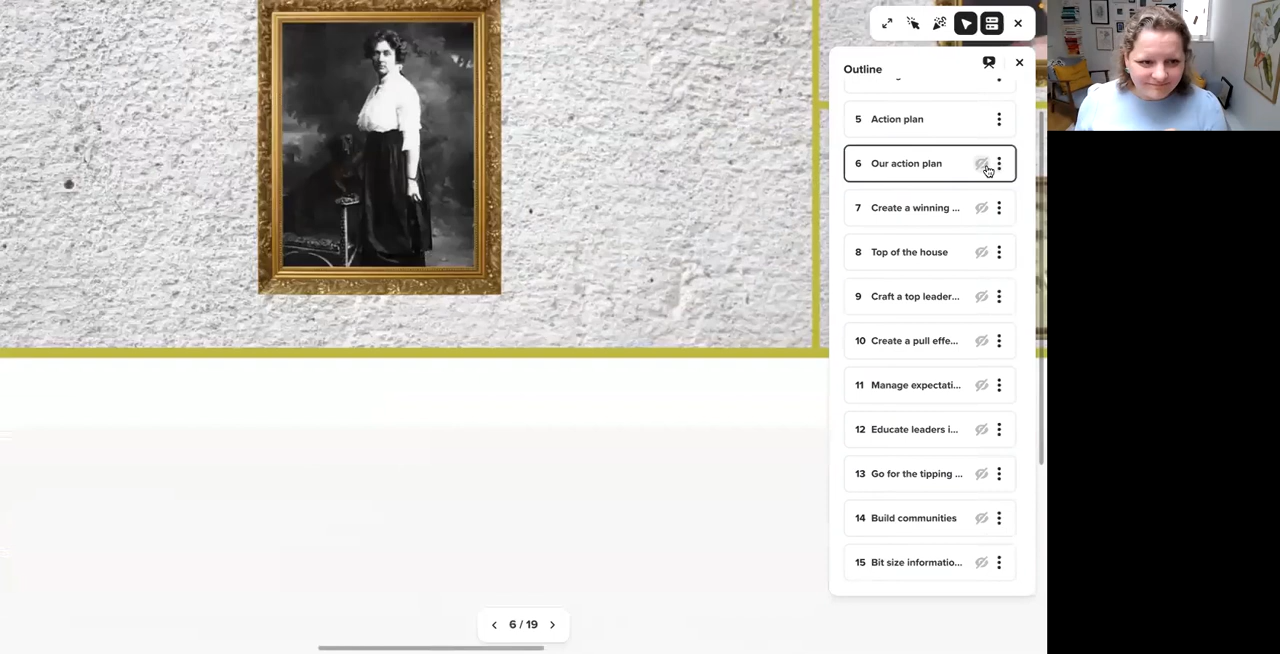 Outline
5 Action plan
6 Our action plan
7 Create a winning ...
8 Top of the house
9 Craft a top leader...
10 Create a pull effe...
11 Manage expectati...
12 Educate leaders i...
13 Go for the tipping ...
14 Build communities
15 Bit size informatio...
6 / 19